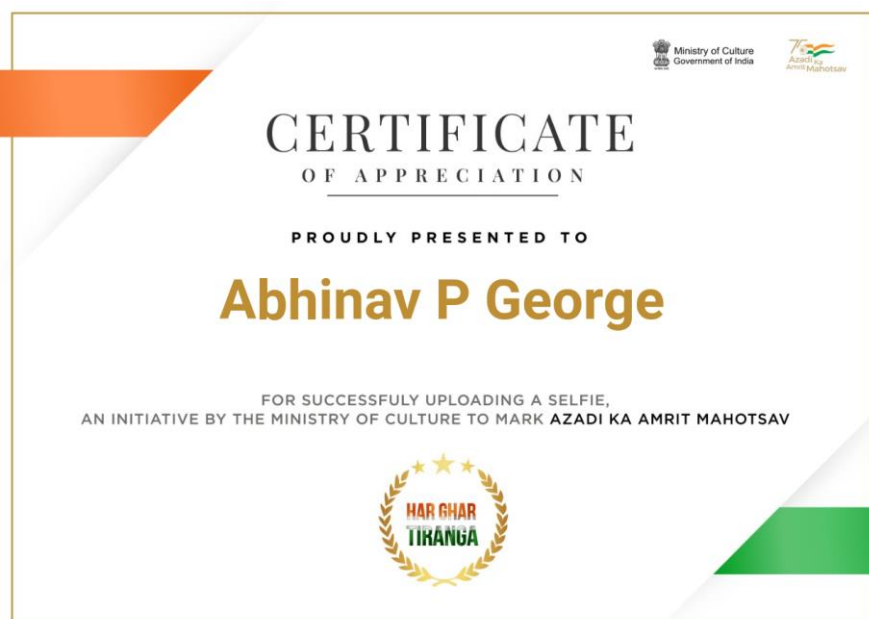 Ministry of Culture
Government of India
75
Azadi Ka
Amrit Mahotsav
CERTIFICATE
OF APPRECIATION
PROUDLY PRESENTED TO
Abhinav P George
FOR SUCCESSFULY UPLOADING A SELFIE,
AN INITIATIVE BY THE MINISTRY OF CULTURE TO MARK AZADI KA AMRIT MAHOTSAV
HAR GHAR
TIRANGA